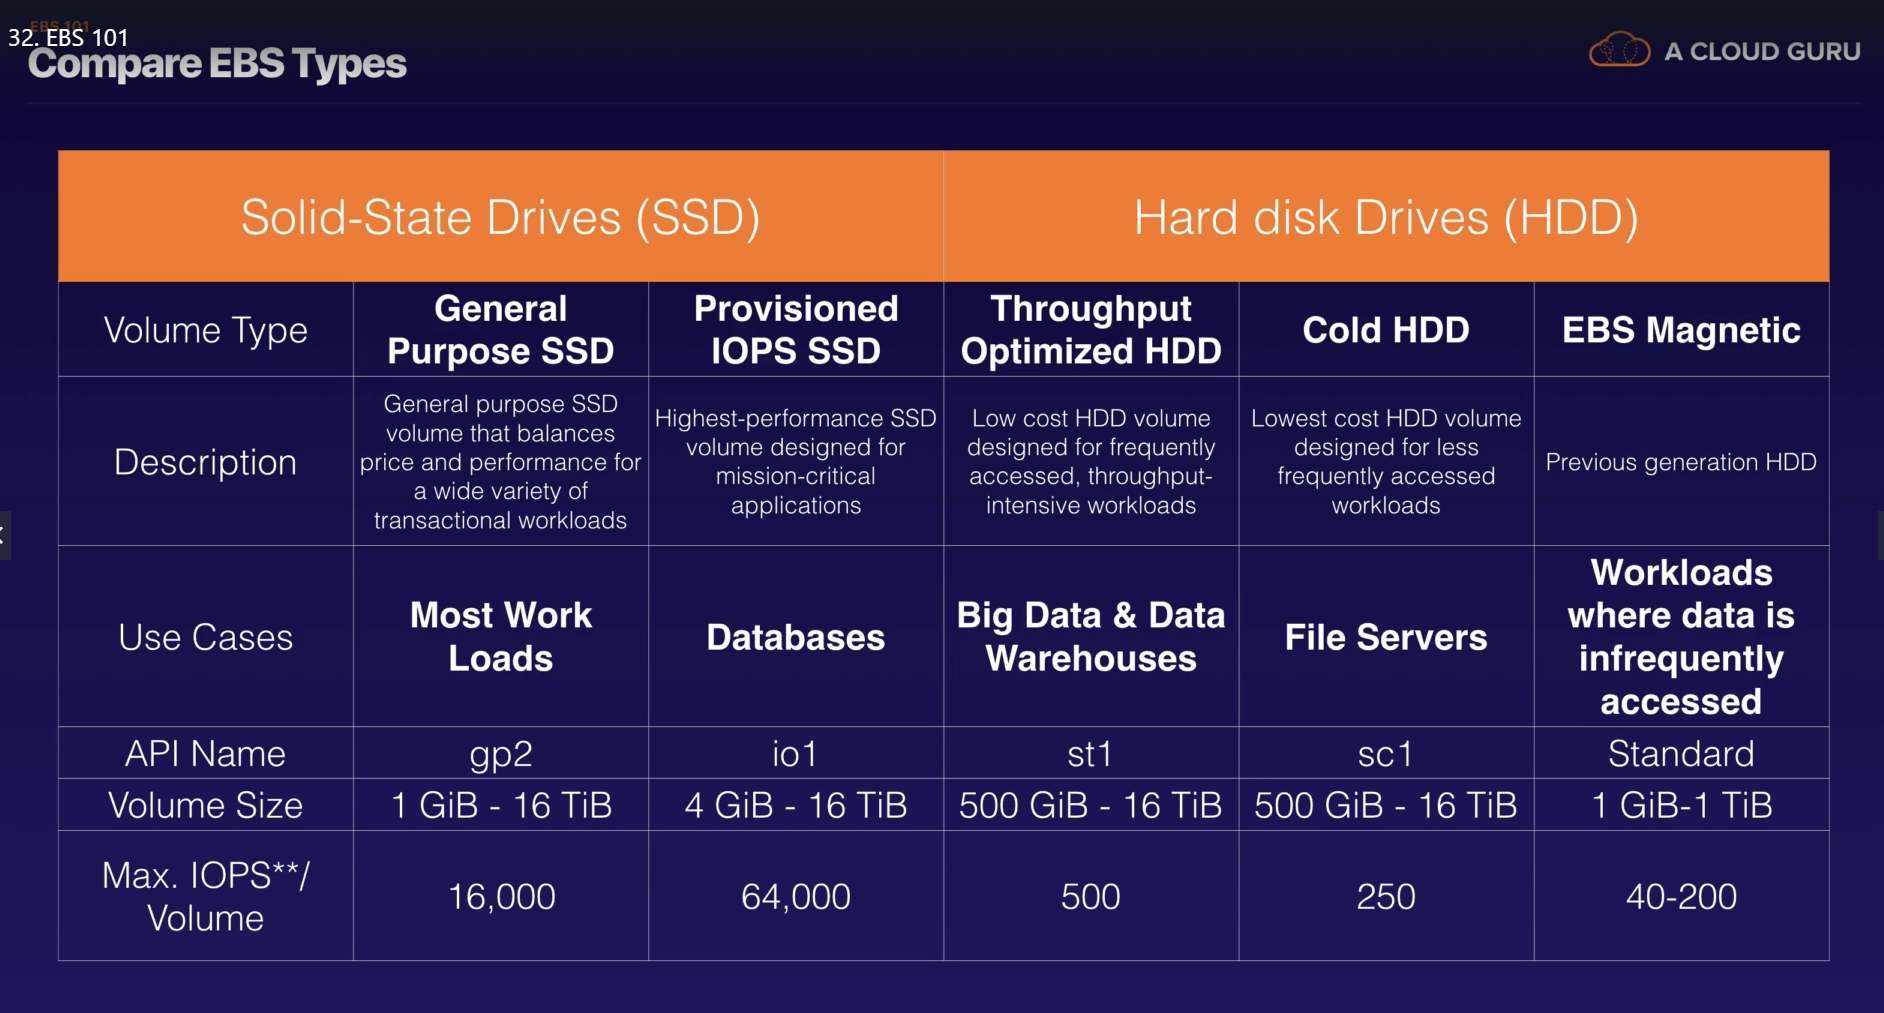 EBS 101
32. EBS 101
Compare EBS Types
A CLOUD GURU
Solid-State Drives (SSD)
Hard disk Drives (HDD)
Volume Type
General
Purpose SSD
Provisioned
IOPS SSD
Throughput
Optimized HDD
Cold HDD
EBS Magnetic
Description
General purpose SSD
volume that balances
price and performance for
a wide variety of
transactional workloads
Highest-performance SSD
volume designed for
mission-critical
applications
Low cost HDD volume
designed for frequently
accessed, throughput-
intensive workloads
Lowest cost HDD volume
designed for less
frequently accessed
workloads
Previous generation HDD
Use Cases
Most Work
Loads
Databases
Big Data & Data
Warehouses
File Servers
Workloads
where data is
infrequently
accessed
API Name
gp2
io1
st1
sc1
Standard
Volume Size
1 GiB - 16 TiB
4 GiB - 16 TiB
500 GiB - 16 TiB
500 GiB - 16 TiB
1 GiB-1 TiB
Max. IOPS**/
Volume
16,000
64,000
500
250
40-200